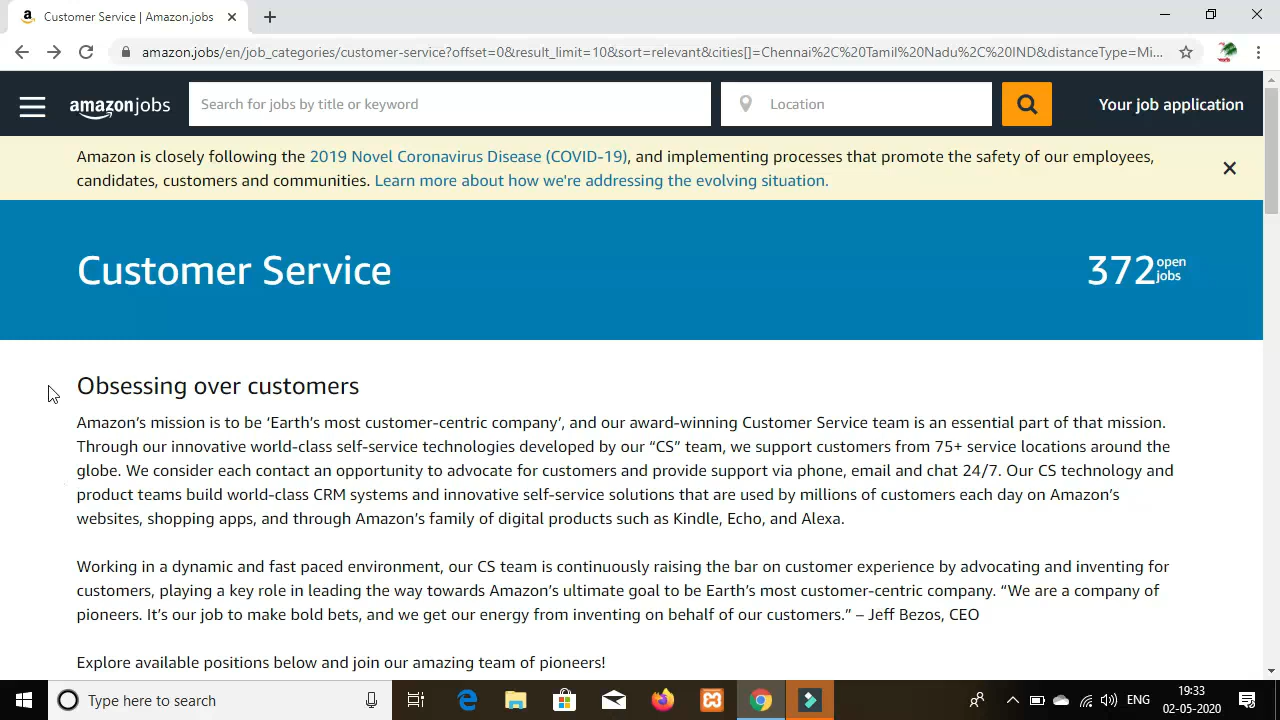 Customer Service | Amazon.jobs
amazon.jobs/en/job_categories/customer-service?offset=0&result_limit=10&sort=relevant&cities[]=Chennai%2C%20Tamil%20Nadu%2C%20IND&distanceType=Mi...
amazon jobs
Search for jobs by title or keyword
Location
Your job application
Amazon is closely following the 2019 Novel Coronavirus Disease (COVID-19), and implementing processes that promote the safety of our employees,
candidates, customers and communities. Learn more about how we're addressing the evolving situation.
Customer Service
372 open jobs
Obsessing over customers
Amazon’s mission is to be ‘Earth’s most customer-centric company’, and our award-winning Customer Service team is an essential part of that mission.
Through our innovative world-class self-service technologies developed by our “CS” team, we support customers from 75+ service locations around the
globe. We consider each contact an opportunity to advocate for customers and provide support via phone, email and chat 24/7. Our CS technology and
product teams build world-class CRM systems and innovative self-service solutions that are used by millions of customers each day on Amazon’s
websites, shopping apps, and through Amazon’s family of digital products such as Kindle, Echo, and Alexa.
Working in a dynamic and fast paced environment, our CS team is continuously raising the bar on customer experience by advocating and inventing for
customers, playing a key role in leading the way towards Amazon’s ultimate goal to be Earth’s most customer-centric company. “We are a company of
pioneers. It’s our job to make bold bets, and we get our energy from inventing on behalf of our customers.” – Jeff Bezos, CEO
Explore available positions below and join our amazing team of pioneers!
Type here to search
ENG
19:33
02-05-2020